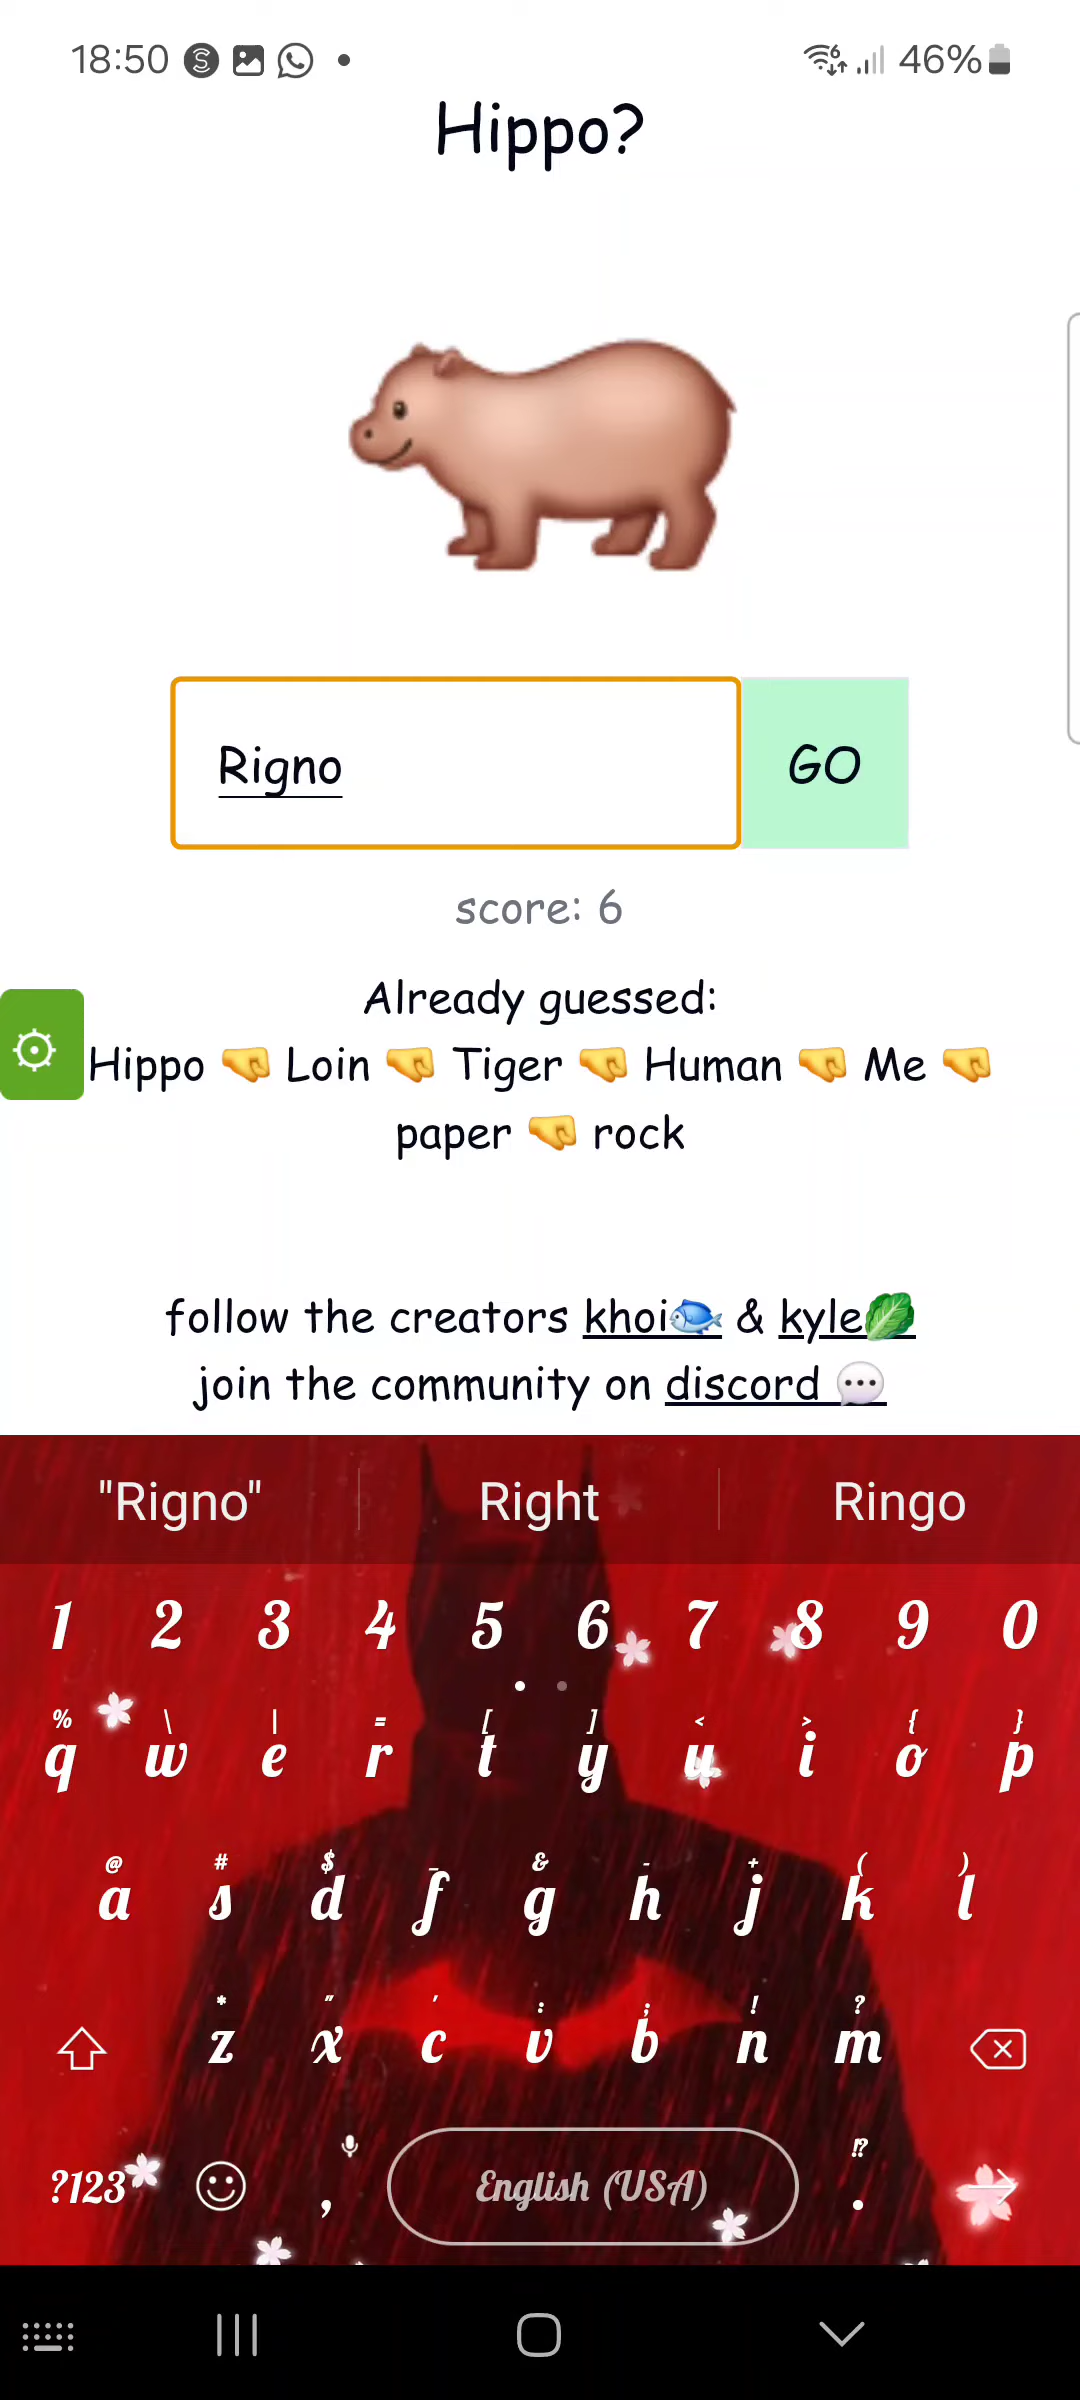 18:50 46%
Hippo?
Rigno GO
score: 6
Already guessed:
Hippo 🤜 Loin 🤜 Tiger 🤜 Human 🤜 Me 🤜
paper 🤜 rock
follow the creators khoi🐟 & kyle🥬
join the community on discord 💬
"Rigno" Right Ringo
1 2 3 4 5 6 7 8 9 0
% \ | = [ ] < > { }
q w e r t y u i o p
@ # $ _ & - + ( )
a s d f g h j k l
* " ' : ; ! ?
z x c v b n m
!?
?123 , English (USA) .